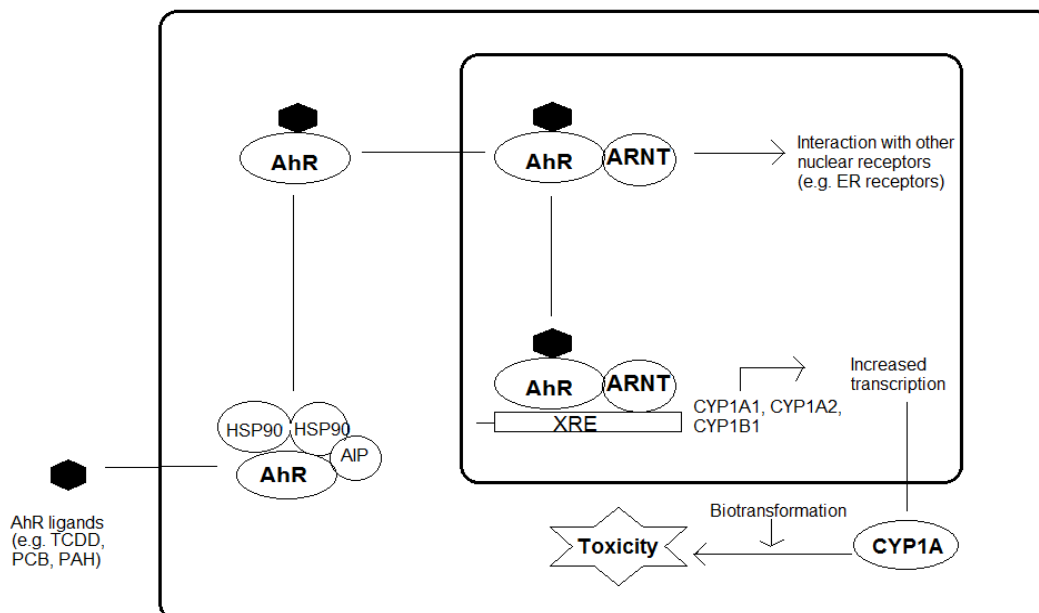 AhR
AhR
ARNT
Interaction with other
nuclear receptors
(e.g. ER receptors)
AhR
ARNT
XRE
CYP1A1, CYP1A2,
CYP1B1
Increased
transcription
HSP90
HSP90
AIP
AhR
AhR ligands
(e.g. TCDD,
PCB, PAH)
Toxicity
Biotransformation
CYP1A